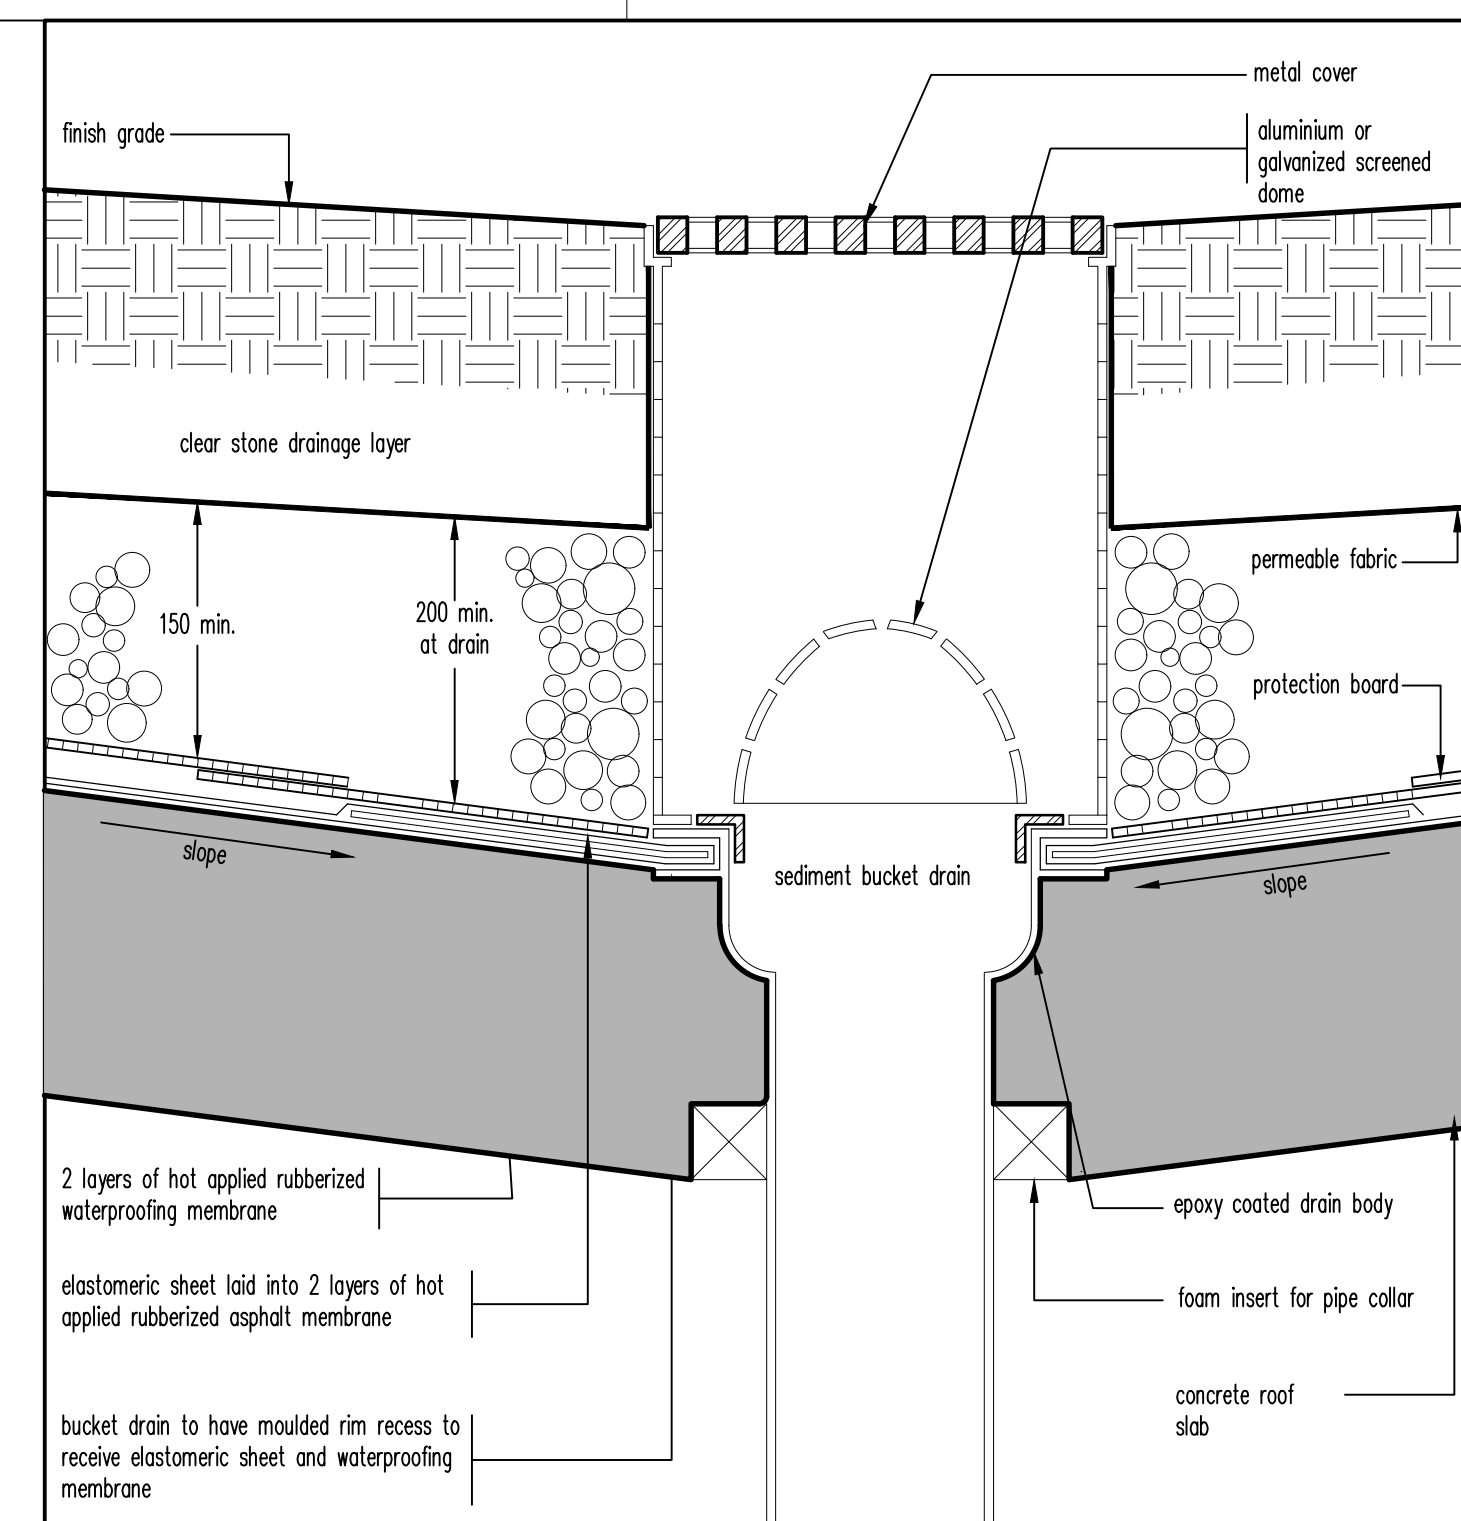 metal cover
finish grade
aluminium or
galvanized screened
dome
clear stone drainage layer
permeable fabric
150 min.
200 min.
at drain
protection board
slope
sediment bucket drain
slope
2 layers of hot applied rubberized
waterproofing membrane
epoxy coated drain body
elastomeric sheet laid into 2 layers of hot
applied rubberized asphalt membrane
foam insert for pipe collar
concrete roof
slab
bucket drain to have moulded rim recess to
receive elastomeric sheet and waterproofing
membrane